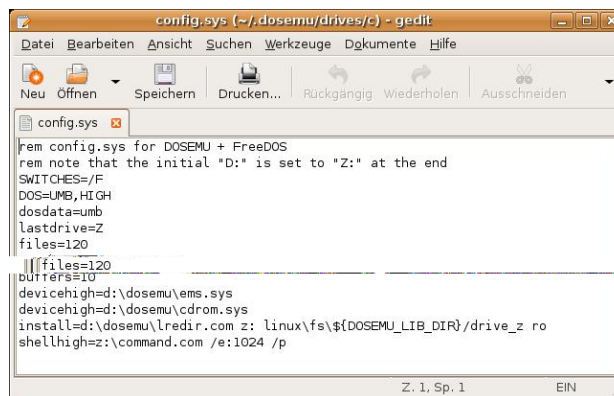 config.sys (~/.dosemu/drives/c) - gedit
Datei Bearbeiten Ansicht Suchen Werkzeuge Dokumente Hilfe
Neu Öffnen Speichern Drucken... Rückgängig Wiederholen Ausschneiden
config.sys
rem config.sys for DOSEMU + FreeDOS
rem note that the initial "D:" is set to "Z:" at the end
SWITCHES=/F
DOS=UMB,HIGH
dosdata=umb
lastdrive=Z
files=120
files=120
buffers=10
devicehigh=d:\dosemu\ems.sys
devicehigh=d:\dosemu\cdrom.sys
install=d:\dosemu\lredir.com z: linux\fs\${DOSEMU_LIB_DIR}/drive_z ro
shellhigh=z:\command.com /e:1024 /p
Z. 1, Sp. 1 EIN